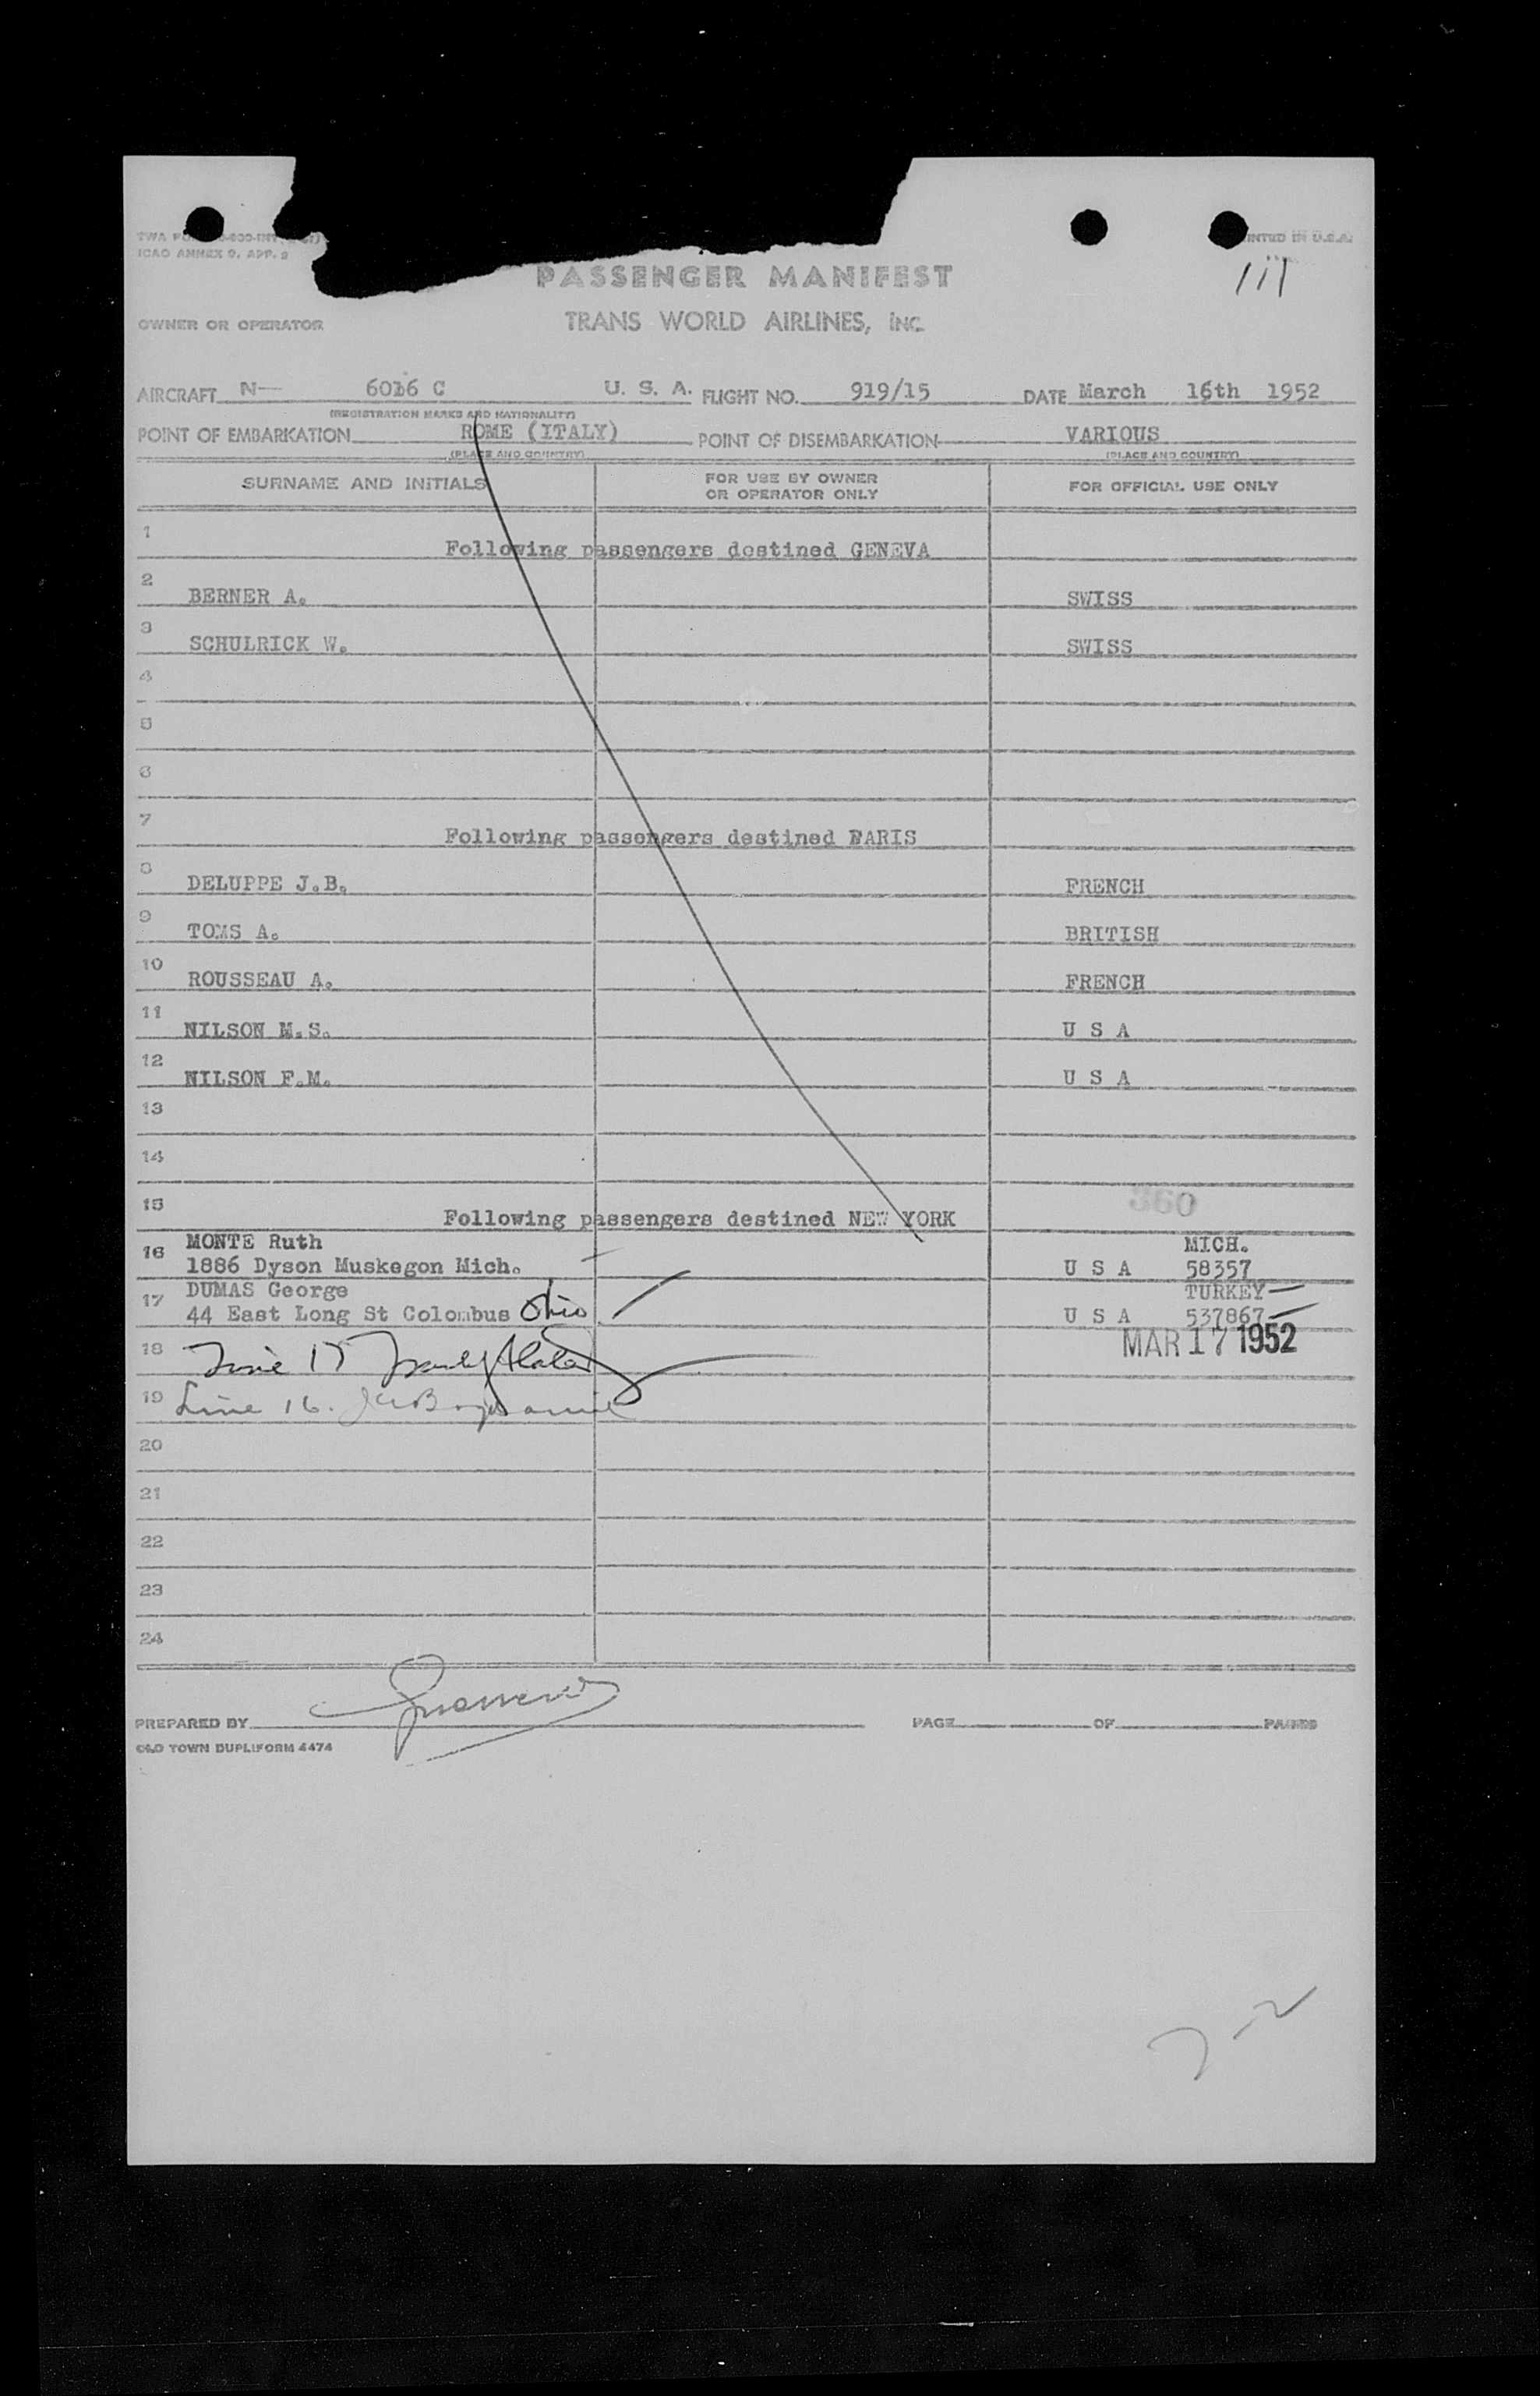 ICAO ANNEX 9, APP. 2
PASSENGER MANIFEST
111
OWNER OR OPERATOR TRANS WORLD AIRLINES, INC.
AIRCRAFT N— 6016 C U. S. A. FLIGHT NO. 919/15 DATE March 16th 1952
(REGISTRATION MARKS AND NATIONALITY)
POINT OF EMBARKATION ROME (ITALY) POINT OF DISEMBARKATION VARIOUS
(PLACE AND COUNTRY) (PLACE AND COUNTRY)
SURNAME AND INITIALS FOR USE BY OWNER OR OPERATOR ONLY FOR OFFICIAL USE ONLY
1 Following passengers destined GENEVA
2 BERNER A. SWISS
3 SCHULRICK W. SWISS
4
5
6
7 Following passengers destined PARIS
8 DELUPPE J.B. FRENCH
9 TOMS A. BRITISH
10 ROUSSEAU A. FRENCH
11 NILSON M.S. U S A
12 NILSON F.M. U S A
13
14
360
15 Following passengers destined NEW YORK
MONTE Ruth MICH.
16 1886 Dyson Muskegon Mich. U S A 58357
DUMAS George TURKEY—
17 44 East Long St Colombus Ohio U S A 537867—
MAR 17 1952
18 Line 17
19 Line 16.
20
21
22
23
24
PREPARED BY PAGE OF PAGES
OLD TOWN DUPLIFORM 4474